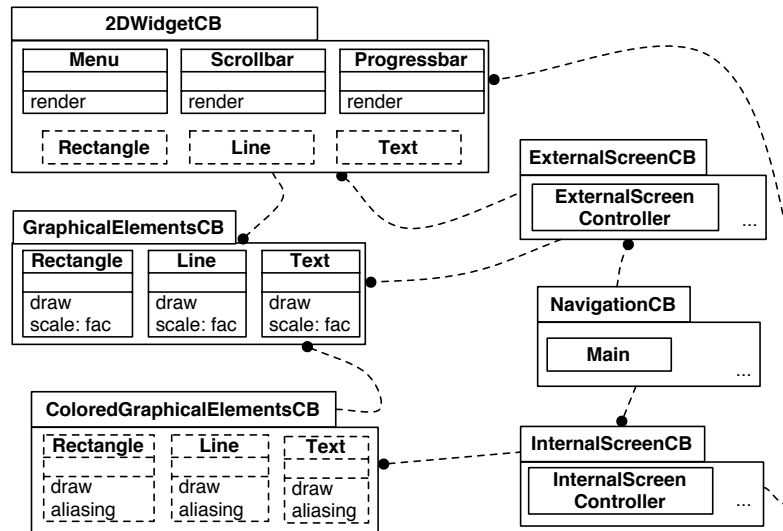 2DWidgetCB
Menu
Scrollbar
Progressbar
render
render
render
Rectangle
Line
Text
ExternalScreenCB
ExternalScreen
Controller
...
GraphicalElementsCB
Rectangle
Line
Text
draw
scale: fac
draw
scale: fac
draw
scale: fac
NavigationCB
Main
...
ColoredGraphicalElementsCB
Rectangle
Line
Text
draw
aliasing
draw
aliasing
draw
aliasing
InternalScreenCB
InternalScreen
Controller
...